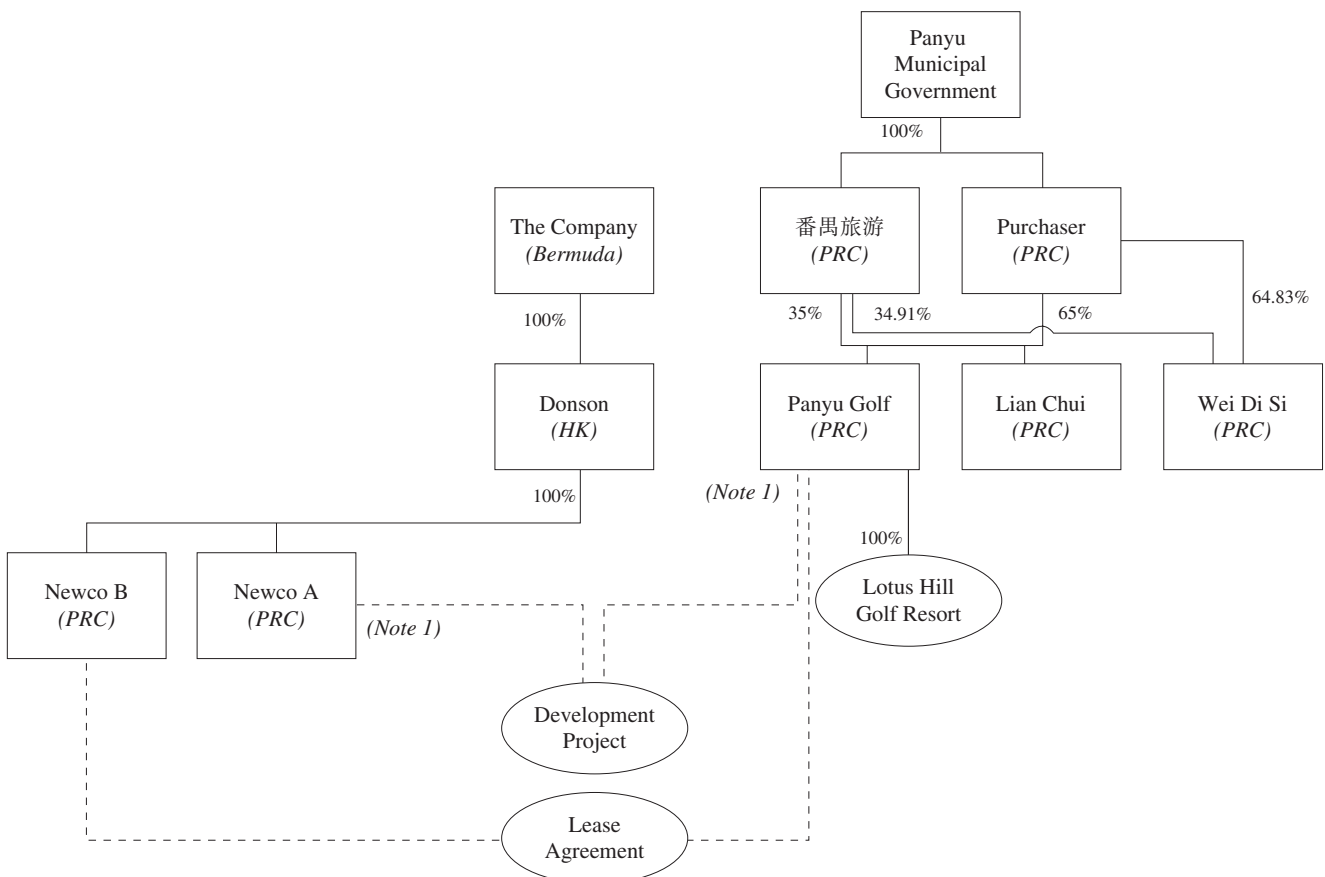 Panyu
Municipal
Government
100%
The Company
(Bermuda)
番禺旅游
(PRC)
Purchaser
(PRC)
100%
35%
34.91%
65%
64.83%
Donson
(HK)
Panyu Golf
(PRC)
Lian Chui
(PRC)
Wei Di Si
(PRC)
100%
(Note 1)
100%
Newco B
(PRC)
Newco A
(PRC)
(Note 1)
Lotus Hill
Golf Resort
Development
Project
Lease
Agreement